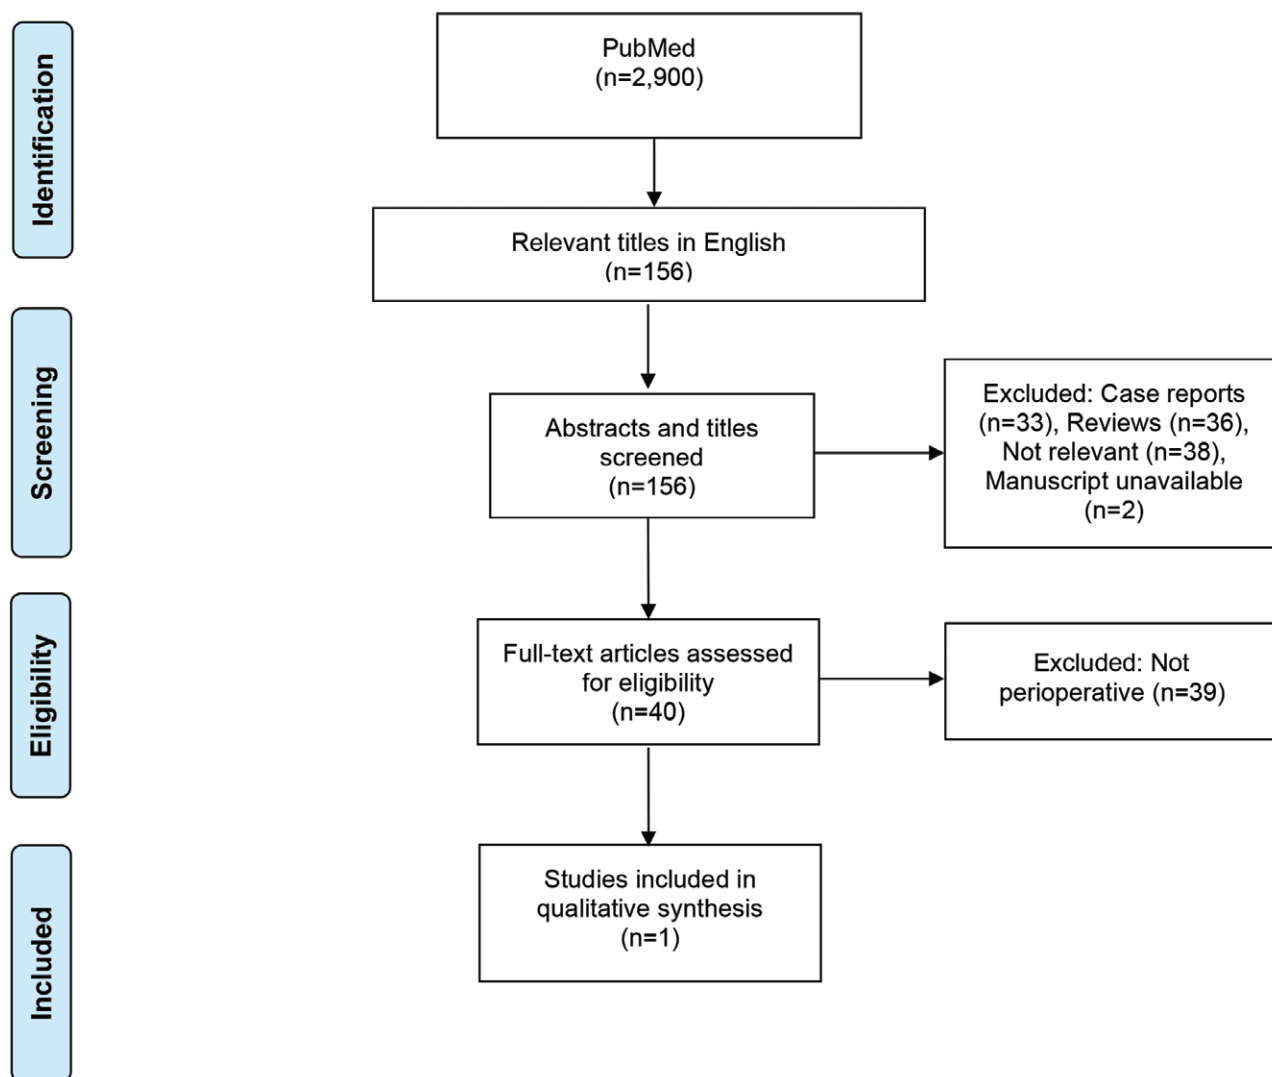 Identification
PubMed
(n=2,900)
Relevant titles in English
(n=156)
Screening
Abstracts and titles
screened
(n=156)
Excluded: Case reports
(n=33), Reviews (n=36),
Not relevant (n=38),
Manuscript unavailable
(n=2)
Eligibility
Full-text articles assessed
for eligibility
(n=40)
Excluded: Not
perioperative (n=39)
Included
Studies included in
qualitative synthesis
(n=1)